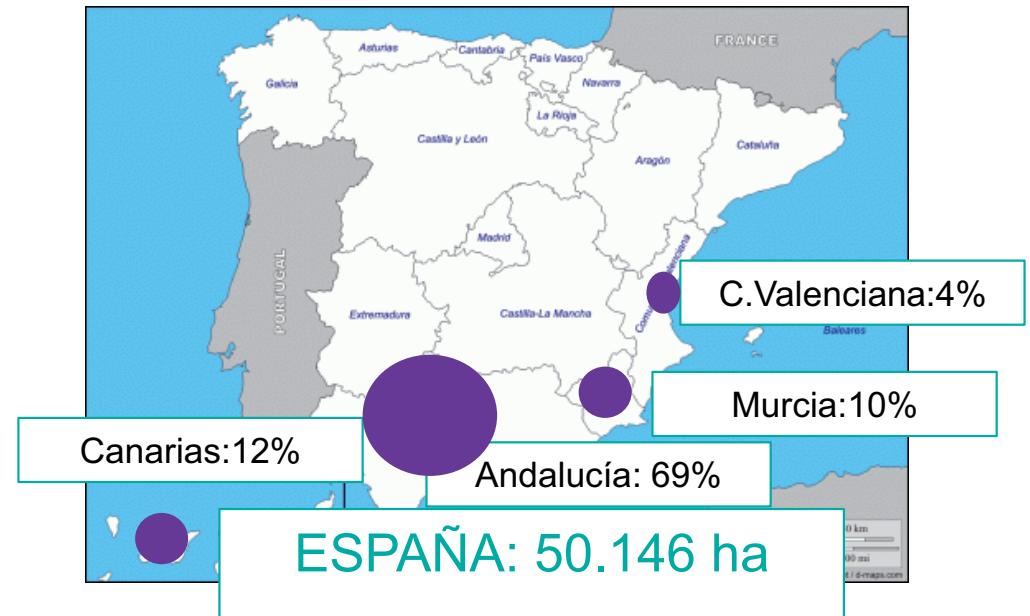 FRANCE
Asturias
Cantabria
País Vasco
Galicia
Navarra
La Rioja
Castilla y León
Cataluña
Aragón
Madrid
PORTUGAL
C.Valenciana:4%
Extremadura
Castilla-La Mancha
Baleares
Murcia:10%
Canarias:12%
Andalucía: 69%
ESPAÑA: 50.146 ha